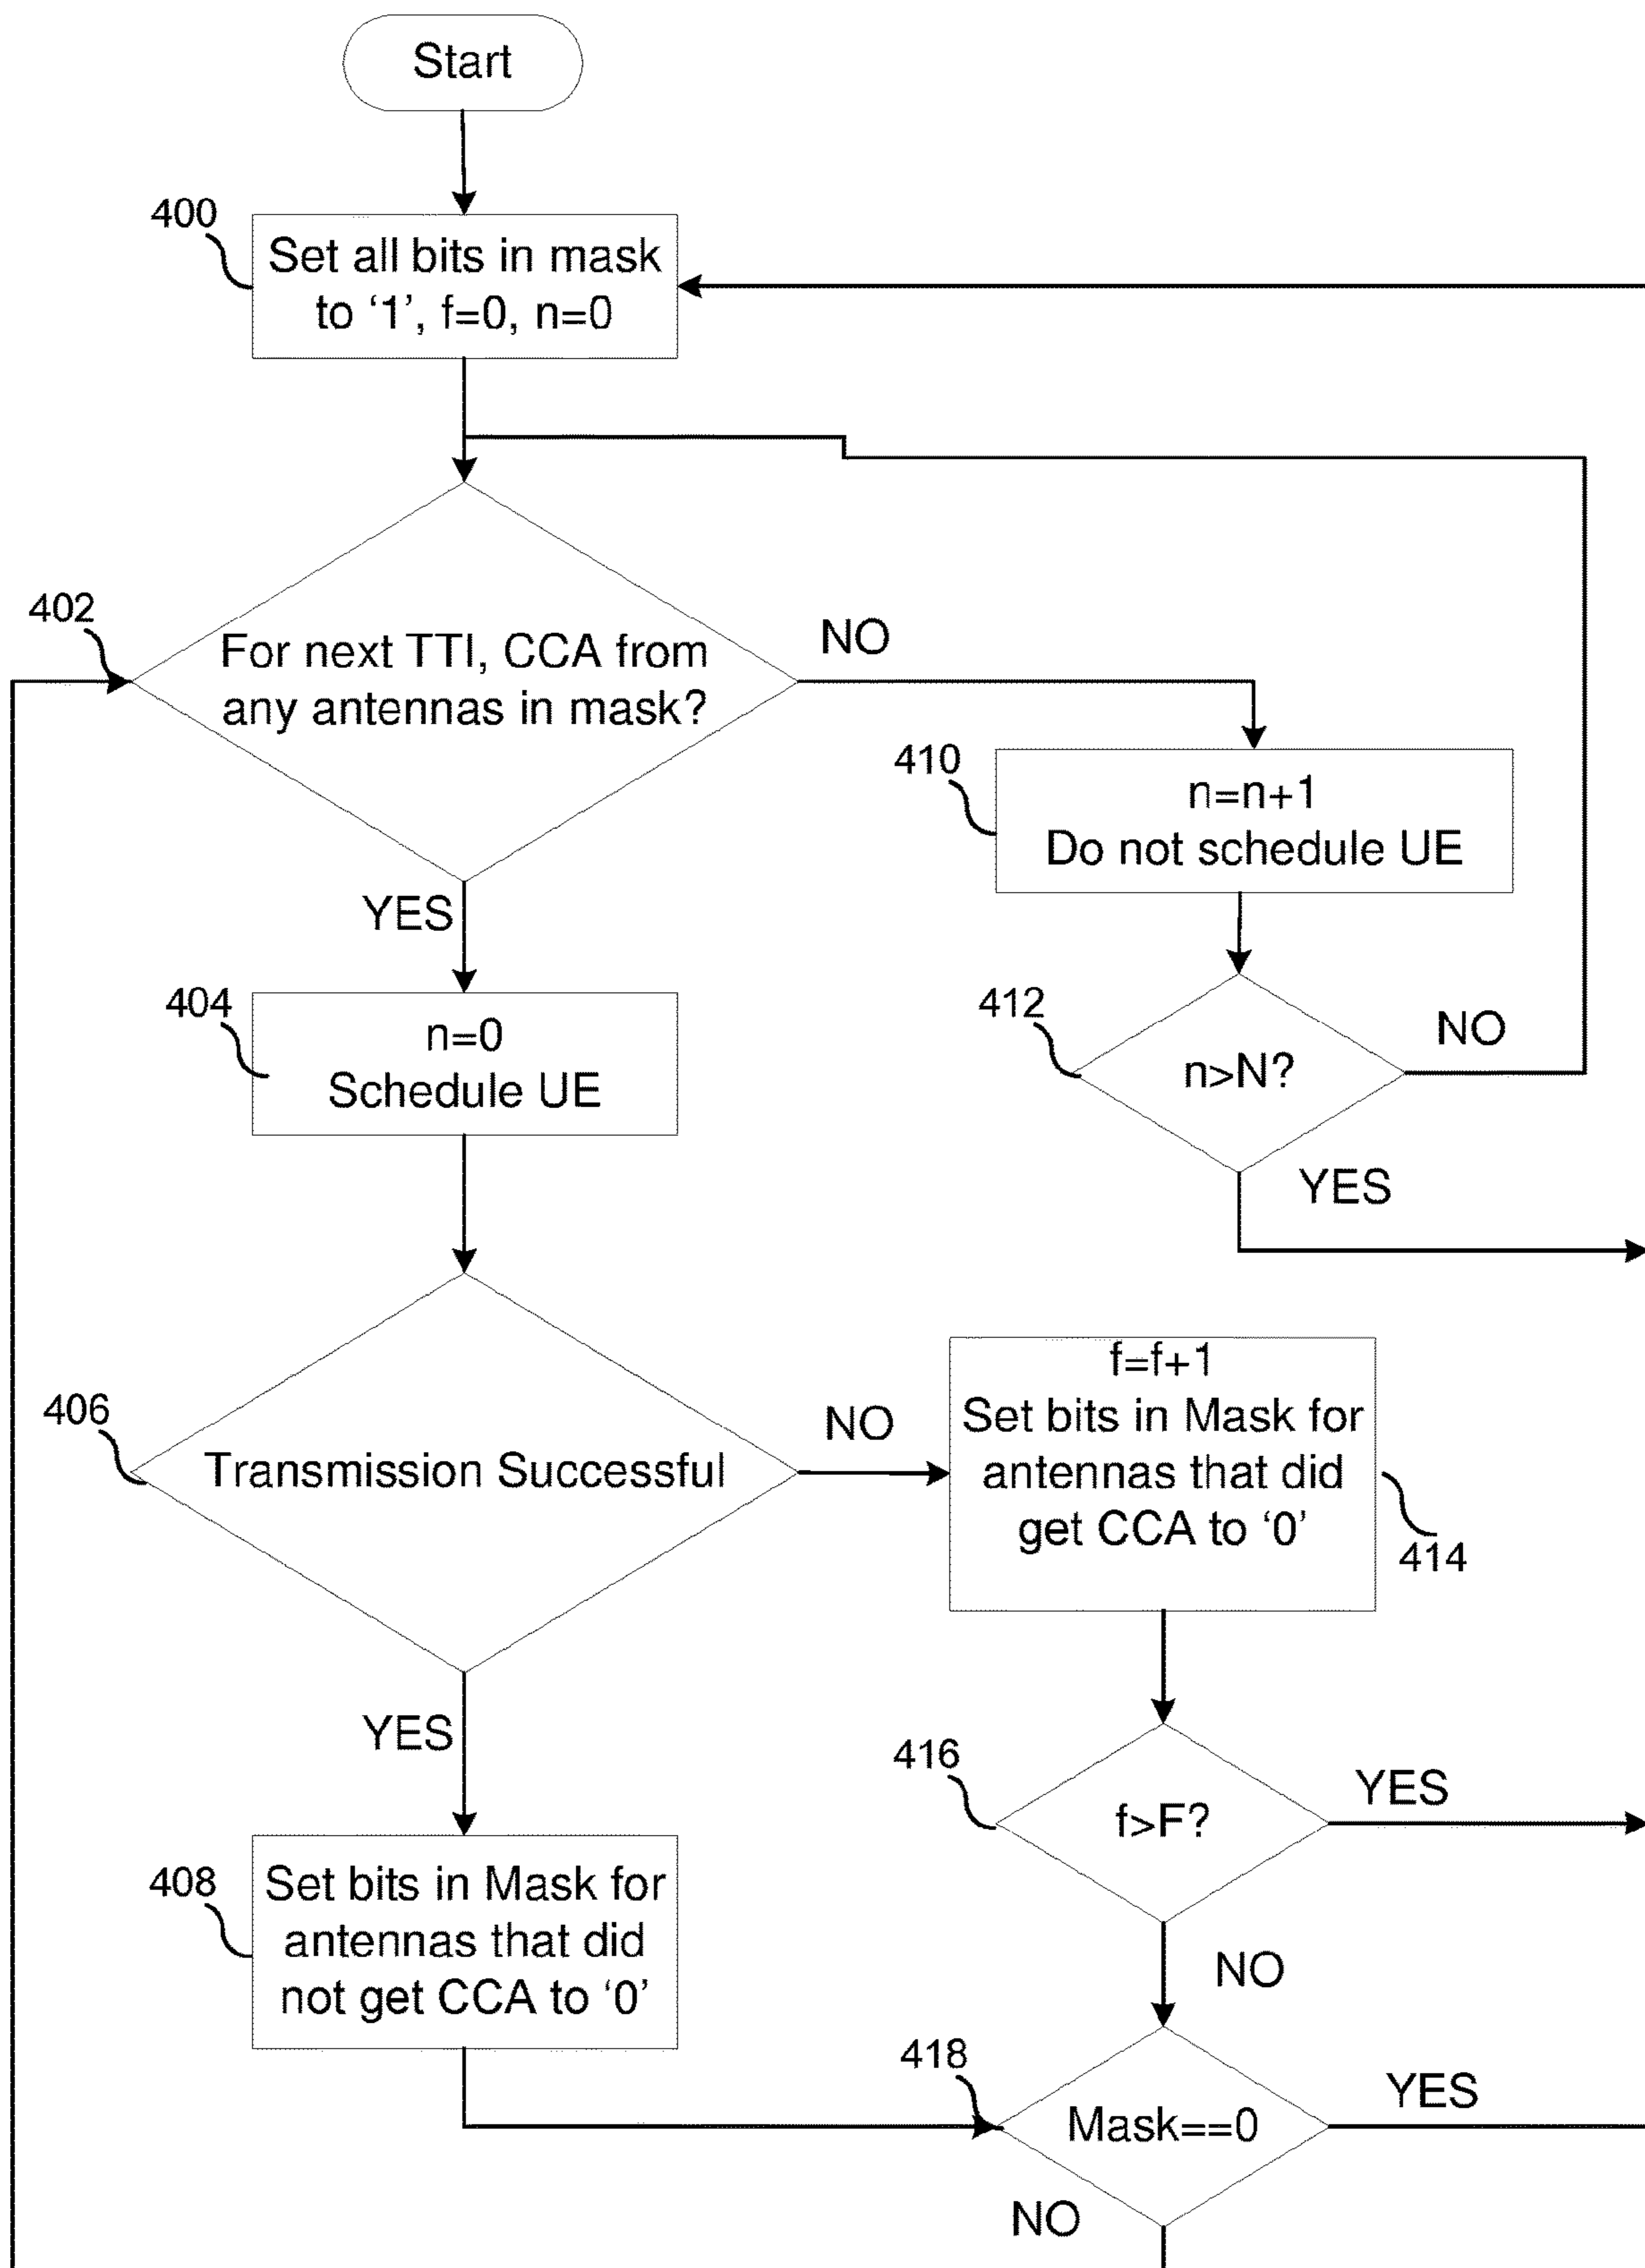 Start
400
Set all bits in mask
to ‘1’, f=0, n=0
402
For next TTI, CCA from
any antennas in mask?
NO
YES
410
n=n+1
Do not schedule UE
404
n=0
Schedule UE
412
n>N?
NO
YES
406
Transmission Successful
NO
YES
f=f+1
Set bits in Mask for
antennas that did
get CCA to ‘0’
414
416
f>F?
YES
NO
408
Set bits in Mask for
antennas that did
not get CCA to ‘0’
418
Mask==0
YES
NO